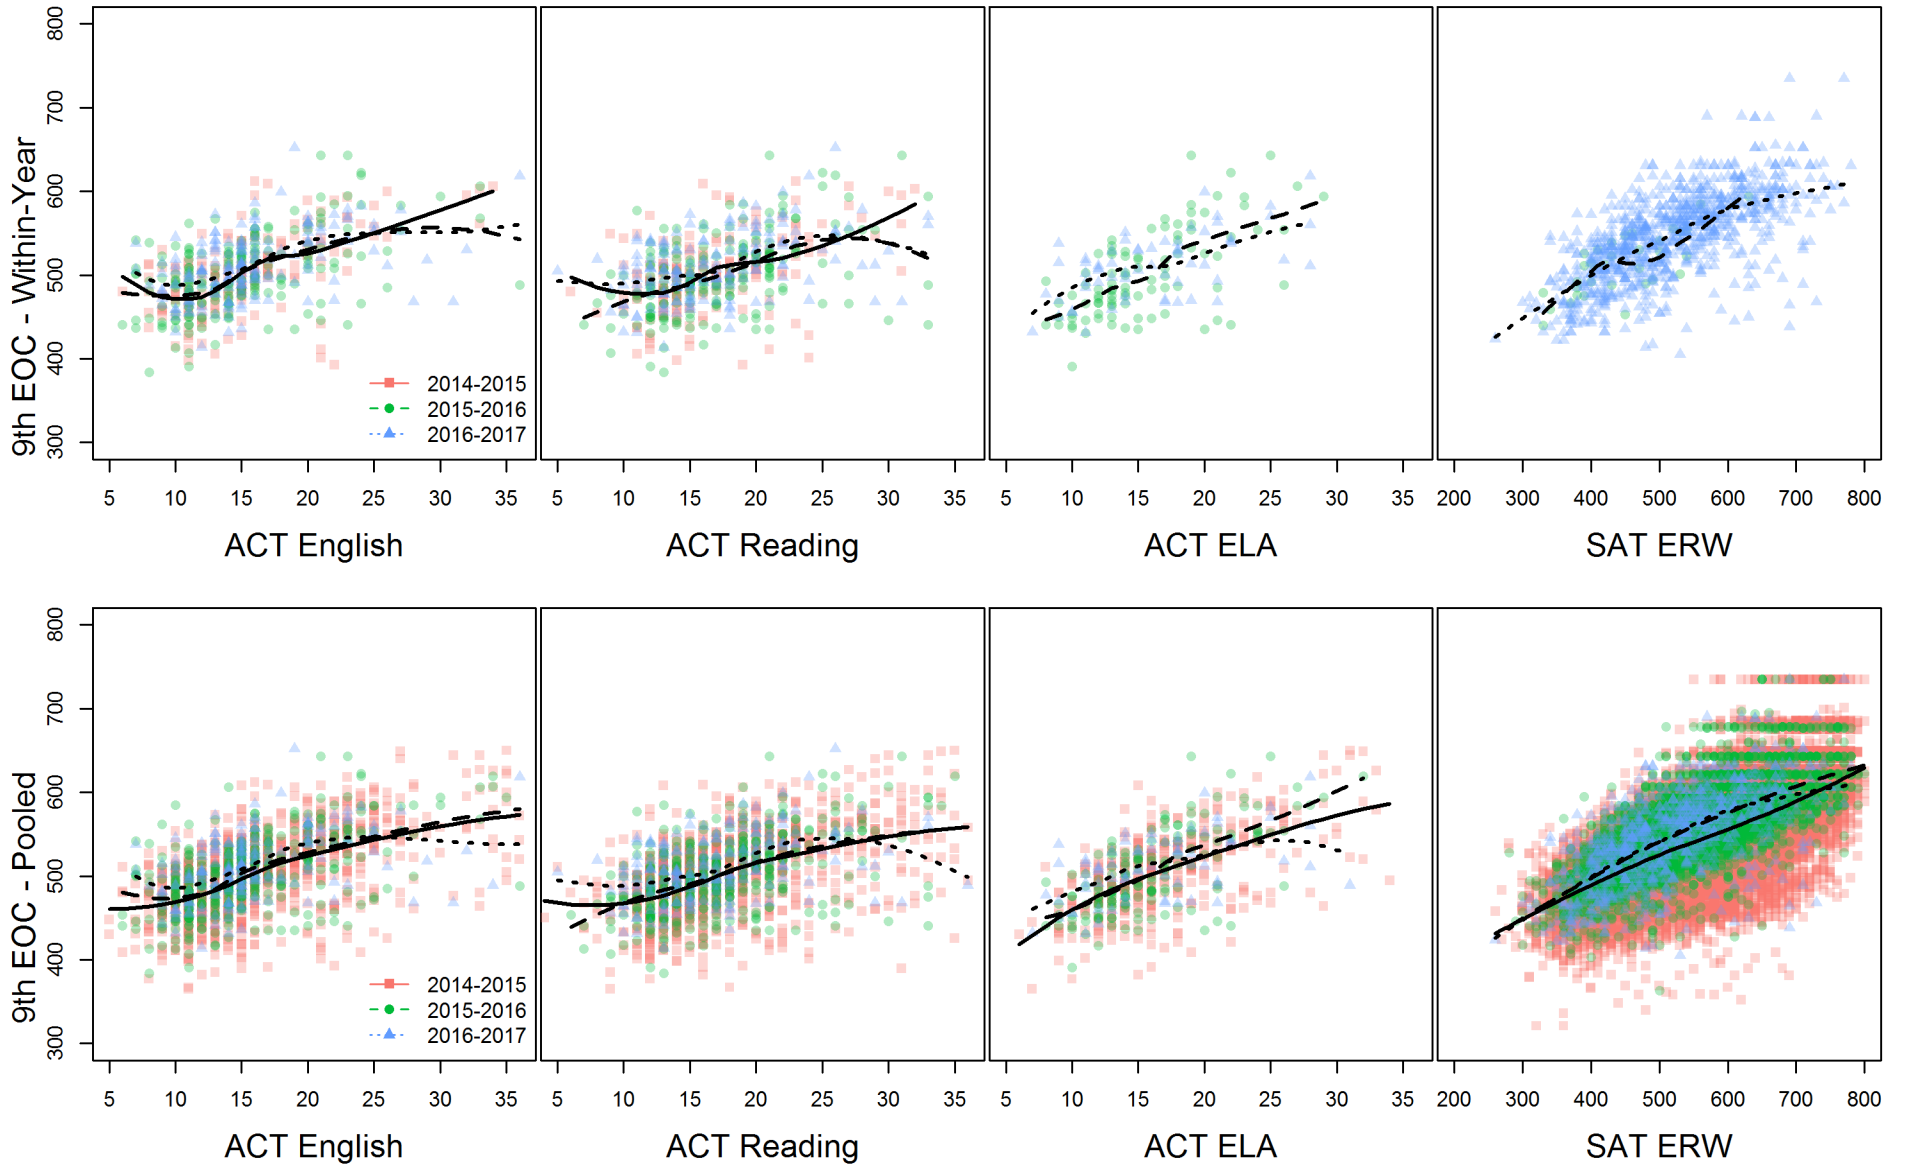 9th EOC - Within-Year
300 400 500 600 700 800
2014-2015
2015-2016
2016-2017
5 10 15 20 25 30 35 5 10 15 20 25 30 35 5 10 15 20 25 30 35 200 300 400 500 600 700 800
ACT English ACT Reading ACT ELA SAT ERW
9th EOC - Pooled
300 400 500 600 700 800
2014-2015
2015-2016
2016-2017
5 10 15 20 25 30 35 5 10 15 20 25 30 35 5 10 15 20 25 30 35 200 300 400 500 600 700 800
ACT English ACT Reading ACT ELA SAT ERW